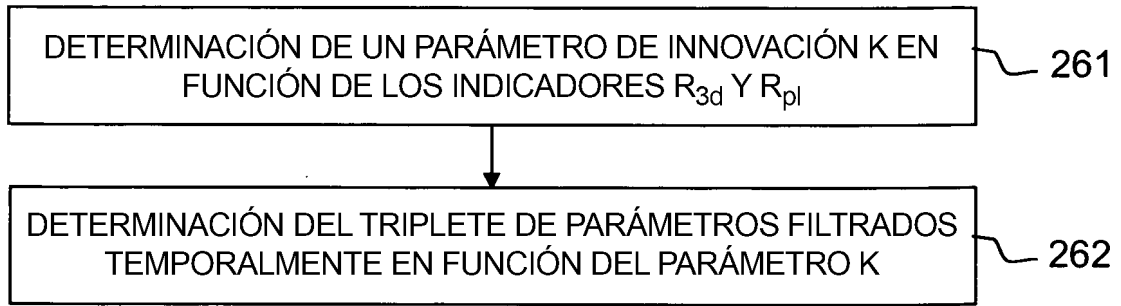 DETERMINACIÓN DE UN PARÁMETRO DE INNOVACIÓN K EN
FUNCIÓN DE LOS INDICADORES R3d Y Rpl
261
DETERMINACIÓN DEL TRIPLETE DE PARÁMETROS FILTRADOS
TEMPORALMENTE EN FUNCIÓN DEL PARÁMETRO K
262